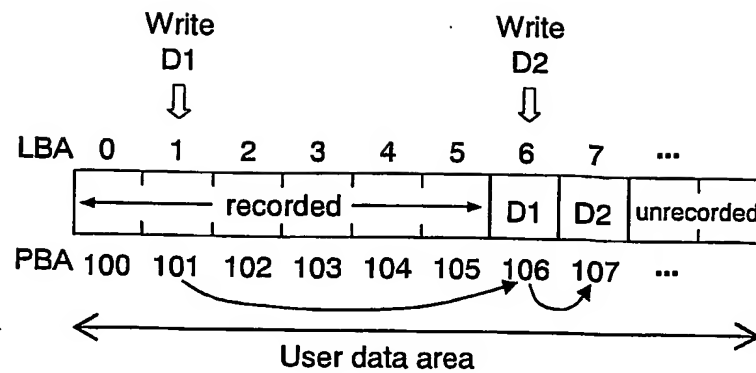 Write Write
D1 D2
LBA 0 1 2 3 4 5 6 7 ...
recorded D1 D2 unrecorded
PBA 100 101 102 103 104 105 106 107 ...
User data area